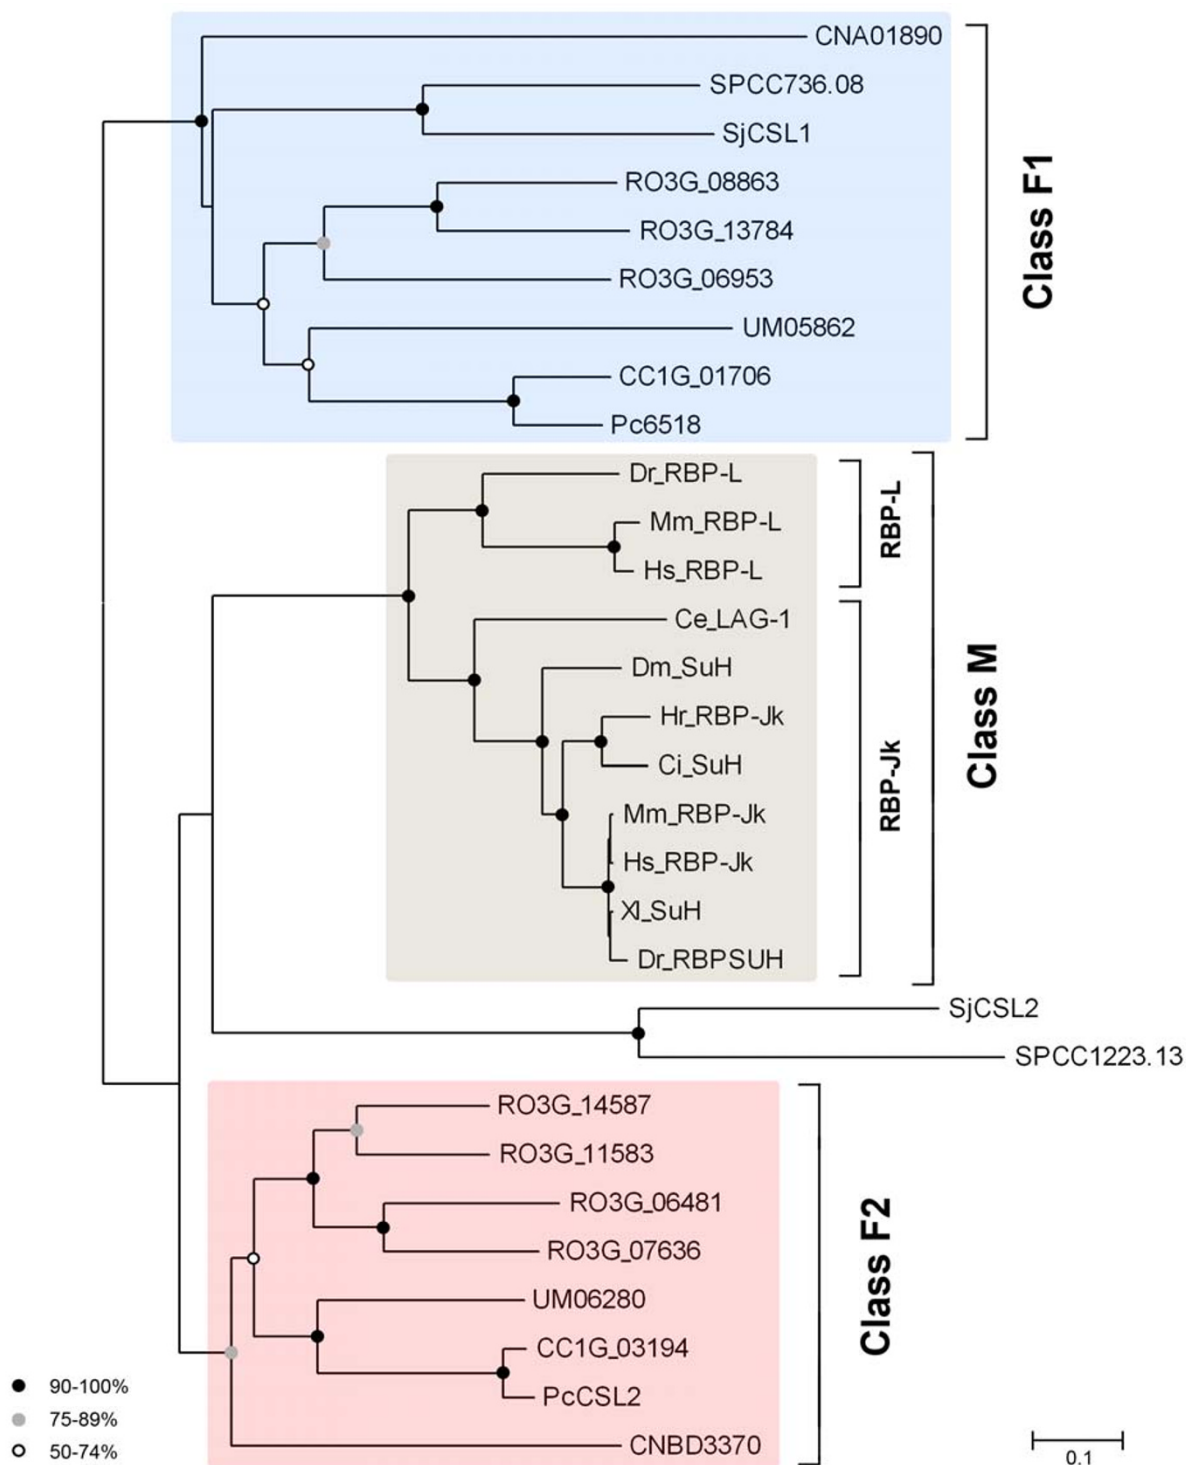 CNA01890
SPCC736.08
SjCSL1
RO3G_08863
RO3G_13784
RO3G_06953
UM05862
CC1G_01706
Pc6518
Class F1
Dr_RBP-L
Mm_RBP-L
Hs_RBP-L
RBP-L
Ce_LAG-1
Dm_SuH
Hr_RBP-Jk
Ci_SuH
Mm_RBP-Jk
Hs_RBP-Jk
Xl_SuH
Dr_RBPSUH
RBP-Jk
Class M
SjCSL2
SPCC1223.13
RO3G_14587
RO3G_11583
RO3G_06481
RO3G_07636
UM06280
CC1G_03194
PcCSL2
CNBD3370
Class F2
90-100%
75-89%
50-74%
0.1